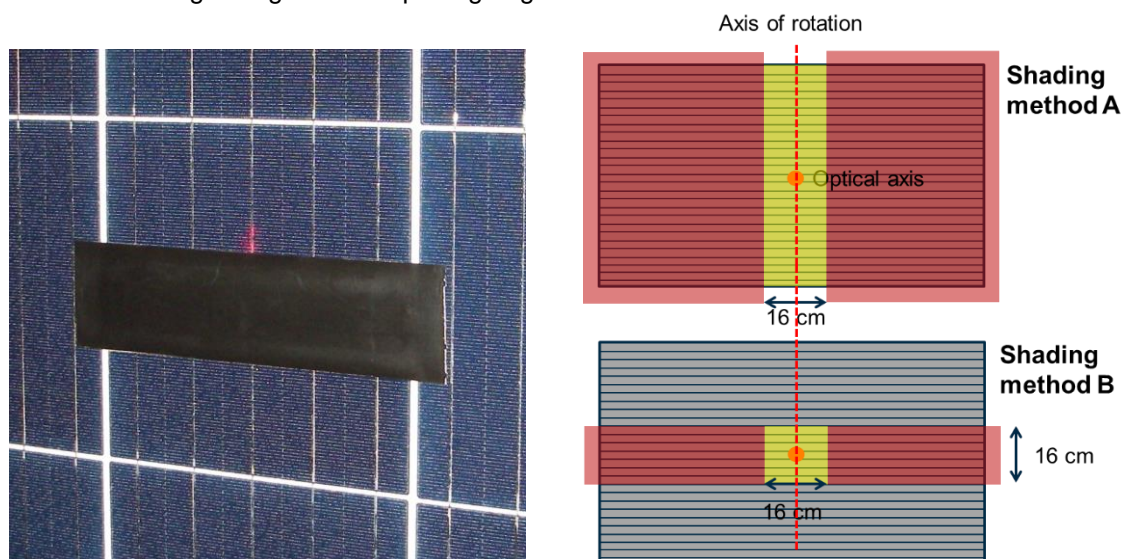 Axis of rotation
Shading
method A
Optical axis
16 cm
Shading
method B
16 cm
16 cm